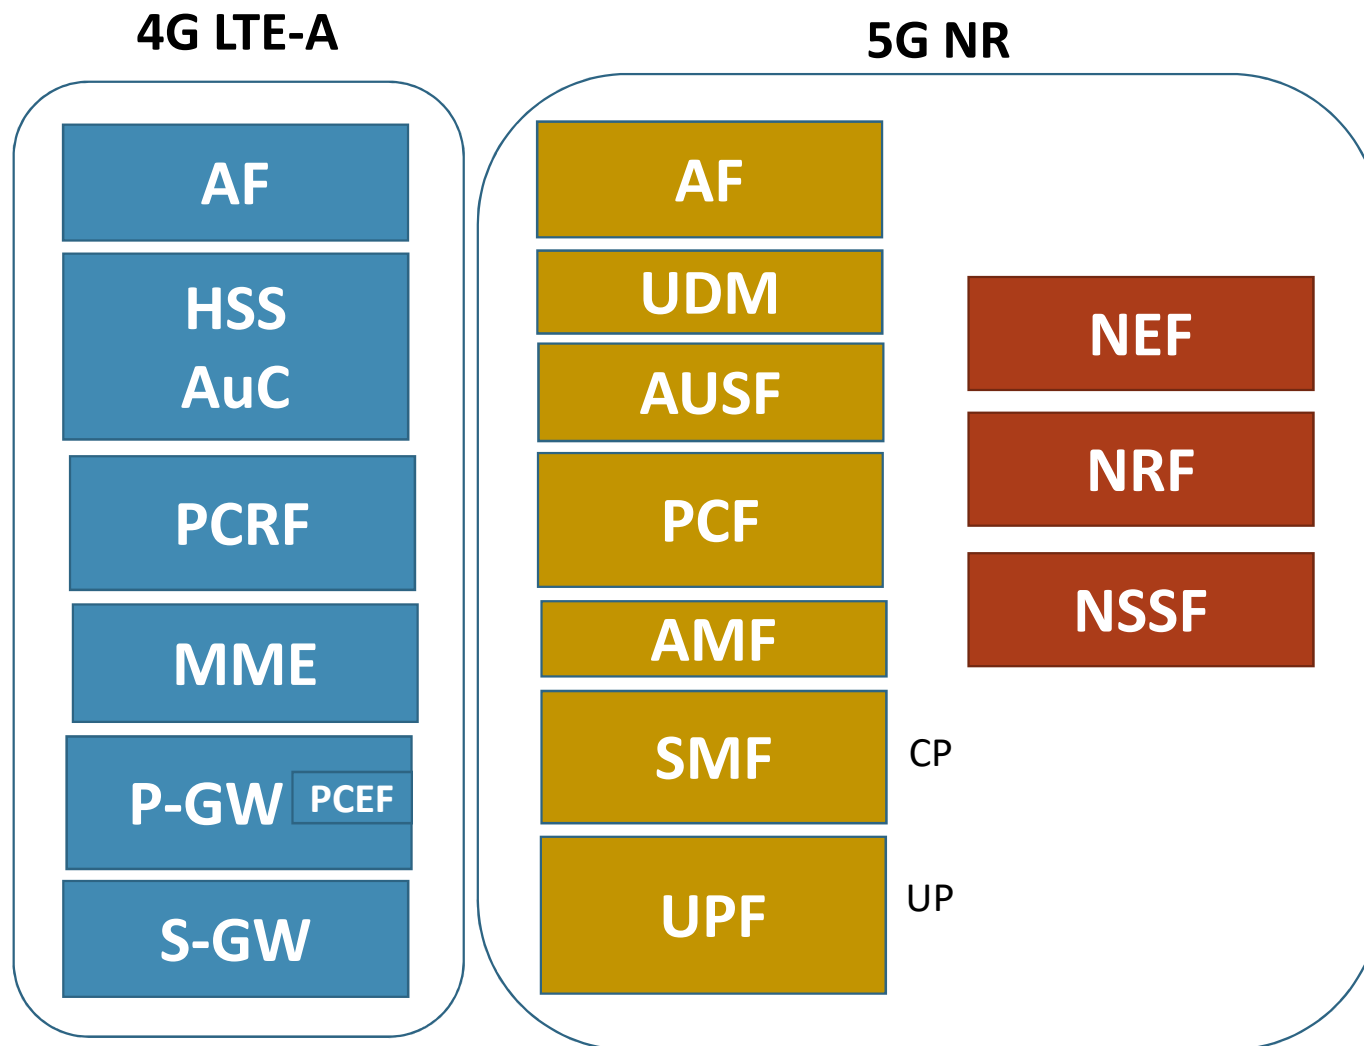 4G LTE-A
AF
HSS
AuC
PCRF
MME
P-GW
PCEF
S-GW
5G NR
AF
UDM
AUSF
PCF
AMF
SMF
CP
UPF
UP
NEF
NRF
NSSF